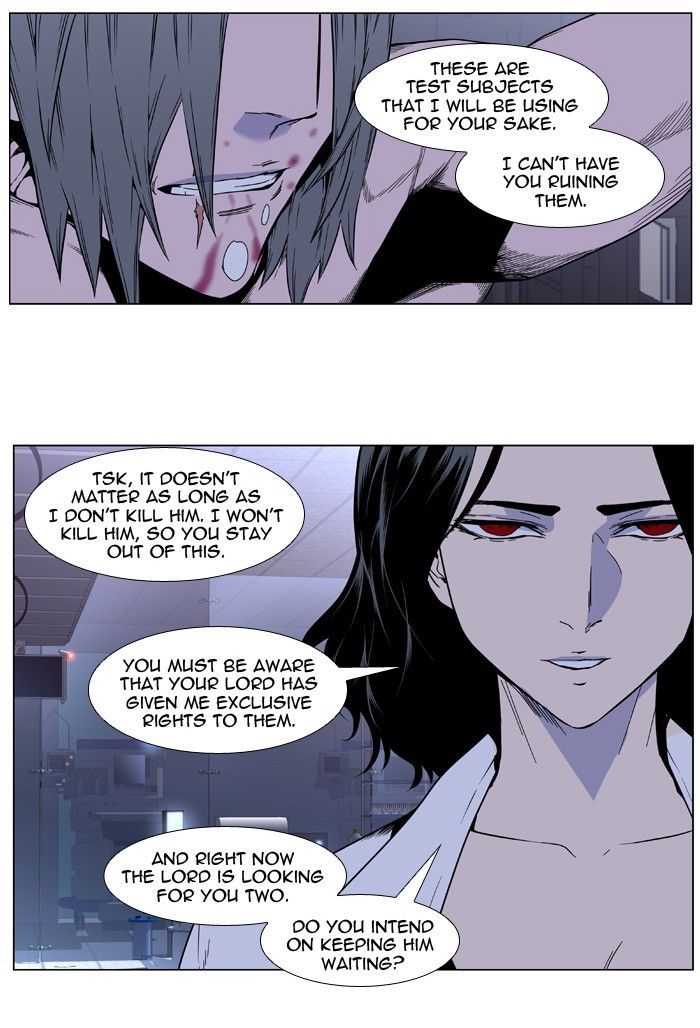 THESE ARE
TEST SUBJECTS
THAT I WILL BE USING
FOR YOUR SAKE.
I CAN'T HAVE
YOU RUINING
THEM.
TSK, IT DOESN'T
MATTER AS LONG AS
I DON'T KILL HIM. I WON'T
KILL HIM, SO YOU STAY
OUT OF THIS.
YOU MUST BE AWARE
THAT YOUR LORD HAS
GIVEN ME EXCLUSIVE
RIGHTS TO THEM.
AND RIGHT NOW
THE LORD IS LOOKING
FOR YOU TWO.
DO YOU INTEND
ON KEEPING HIM
WAITING?